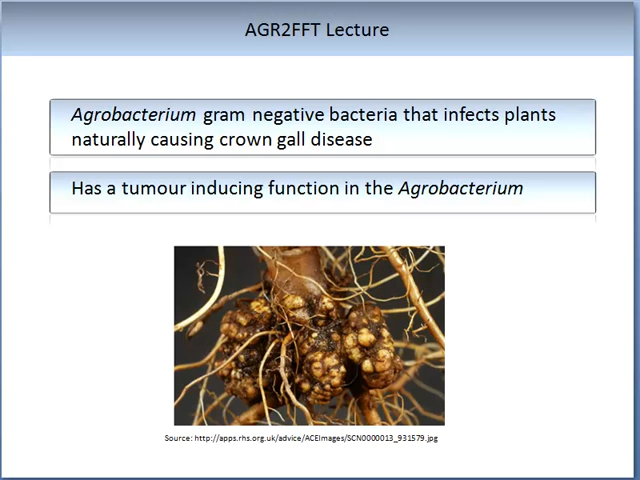 AGR2FFT Lecture
Agrobacterium gram negative bacteria that infects plants
naturally causing crown gall disease
Has a tumour inducing function in the Agrobacterium
Source: http://apps.rhs.org.uk/advice/ACEImages/SCN0000013_931579.jpg